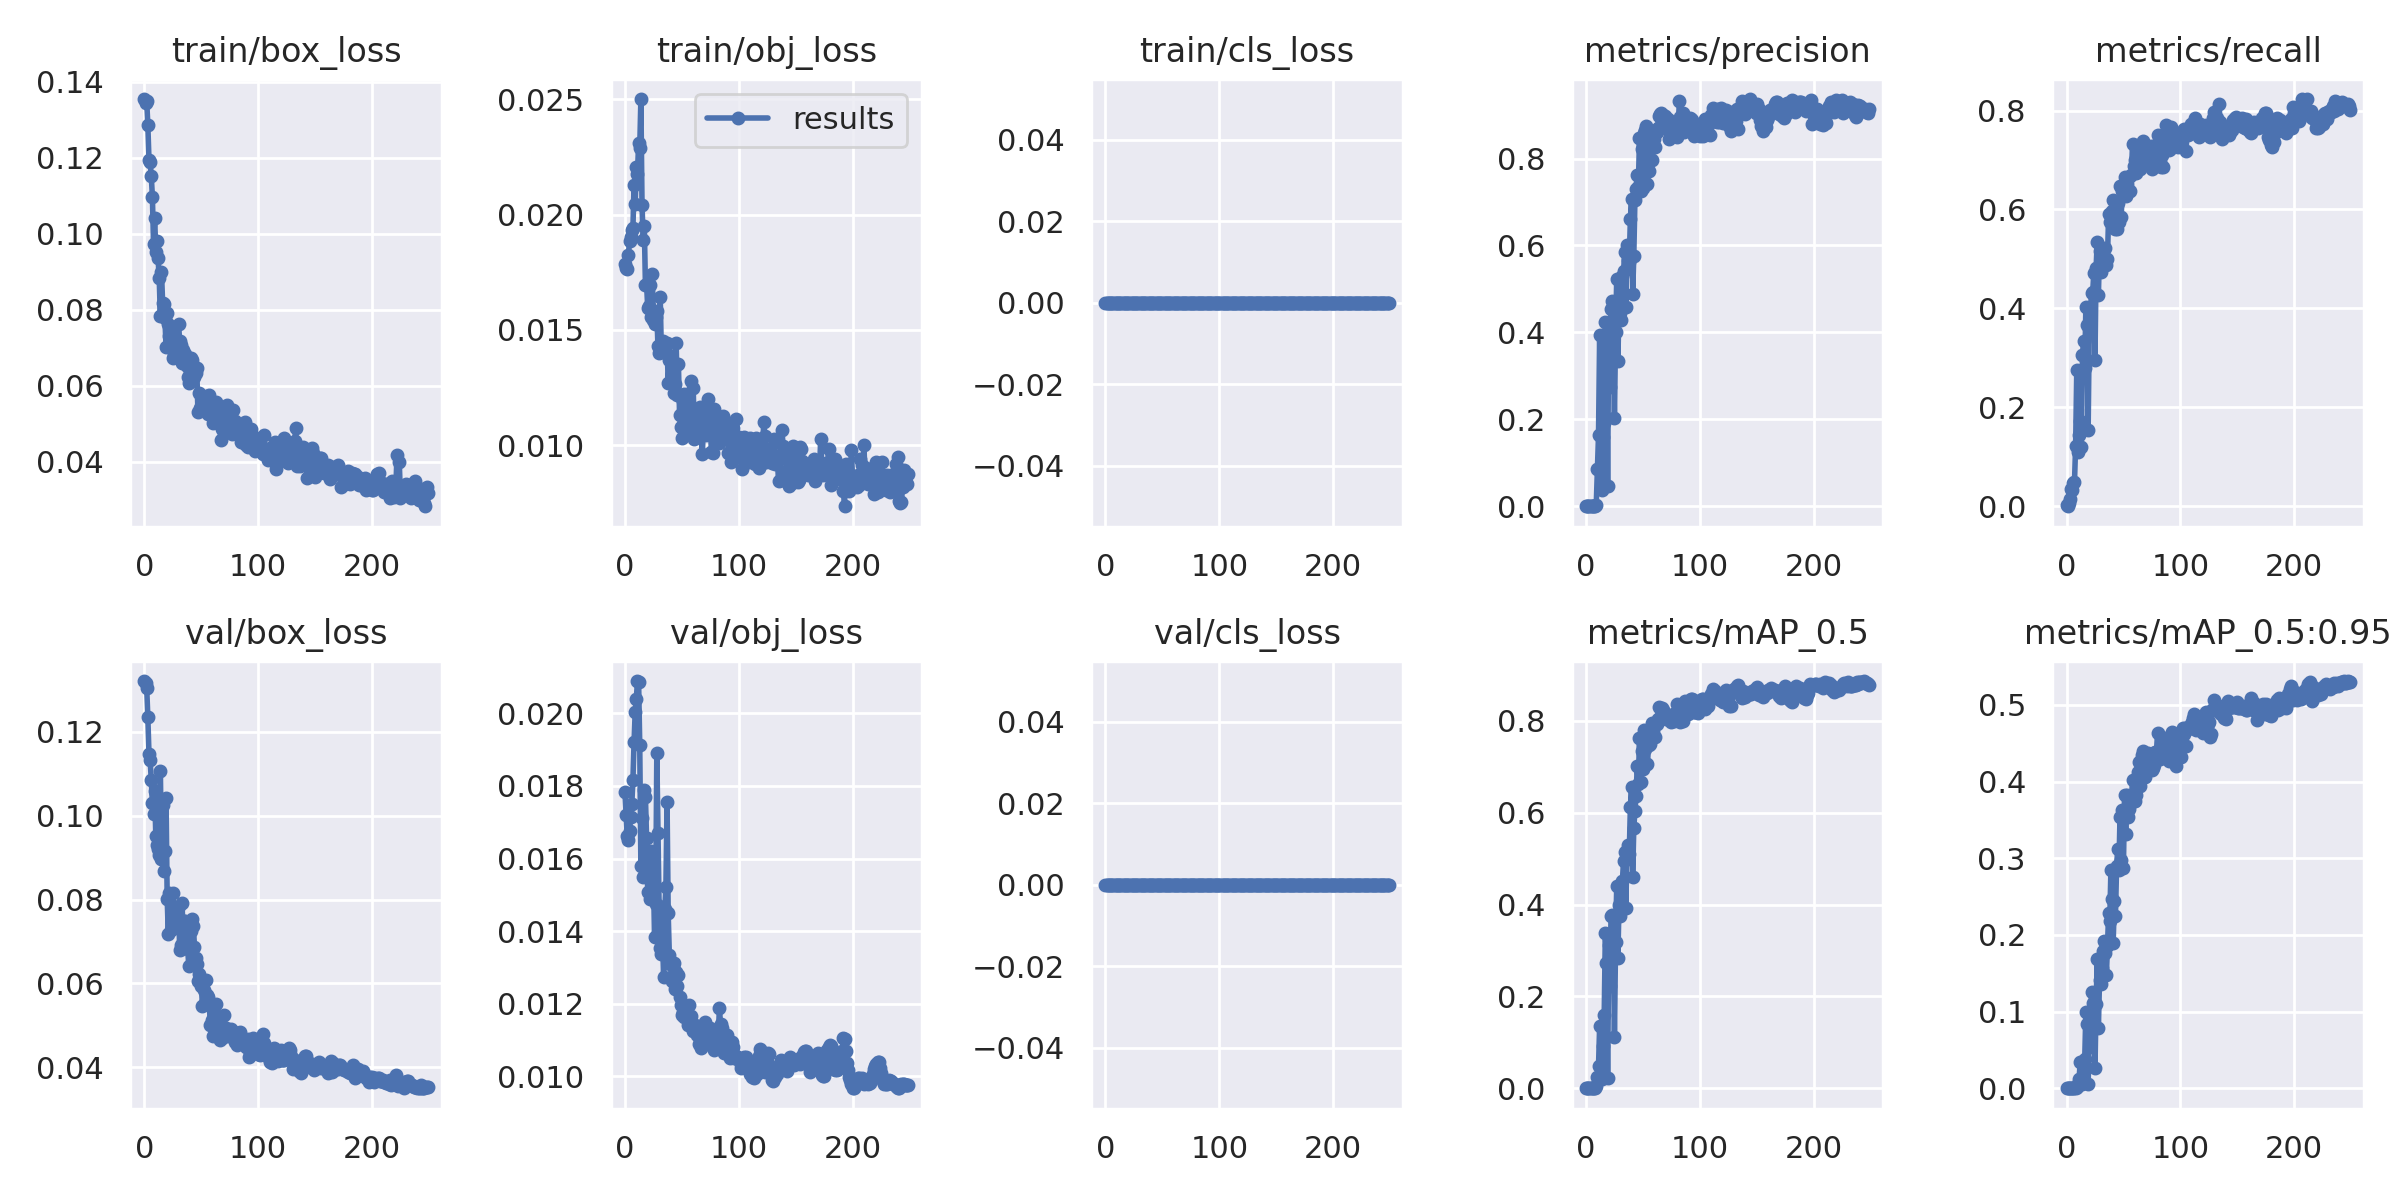 train/box_loss
0.14
0.12
0.10
0.08
0.06
0.04
0 100 200
train/obj_loss
results
0.025
0.020
0.015
0.010
0 100 200
train/cls_loss
0.04
0.02
0.00
−0.02
−0.04
0 100 200
metrics/precision
0.8
0.6
0.4
0.2
0.0
0 100 200
metrics/recall
0.8
0.6
0.4
0.2
0.0
0 100 200
val/box_loss
0.12
0.10
0.08
0.06
0.04
0 100 200
val/obj_loss
0.020
0.018
0.016
0.014
0.012
0.010
0 100 200
val/cls_loss
0.04
0.02
0.00
−0.02
−0.04
0 100 200
metrics/mAP_0.5
0.8
0.6
0.4
0.2
0.0
0 100 200
metrics/mAP_0.5:0.95
0.5
0.4
0.3
0.2
0.1
0.0
0 100 200